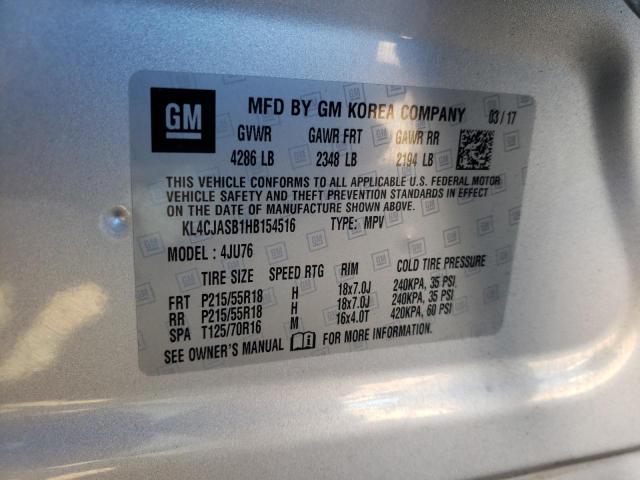 GM
MFD BY GM KOREA COMPANY 03/17
GVWR GAWR FRT GAWR RR
4286 LB 2348 LB 2194 LB
THIS VEHICLE CONFORMS TO ALL APPLICABLE U.S. FEDERAL MOTOR
VEHICLE SAFETY AND THEFT PREVENTION STANDARDS IN EFFECT
ON THE DATE OF MANUFACTURE SHOWN ABOVE.
KL4CJASB1HB154516 TYPE: MPV
MODEL: 4JU76
TIRE SIZE SPEED RTG RIM COLD TIRE PRESSURE
FRT P215/55R18 H 18x7.0J 240KPA, 35 PSI
RR P215/55R18 H 18x7.0J 240KPA, 35 PSI
SPA T125/70R16 M 16x4.0T 420KPA, 60 PSI
SEE OWNER'S MANUAL FOR MORE INFORMATION.